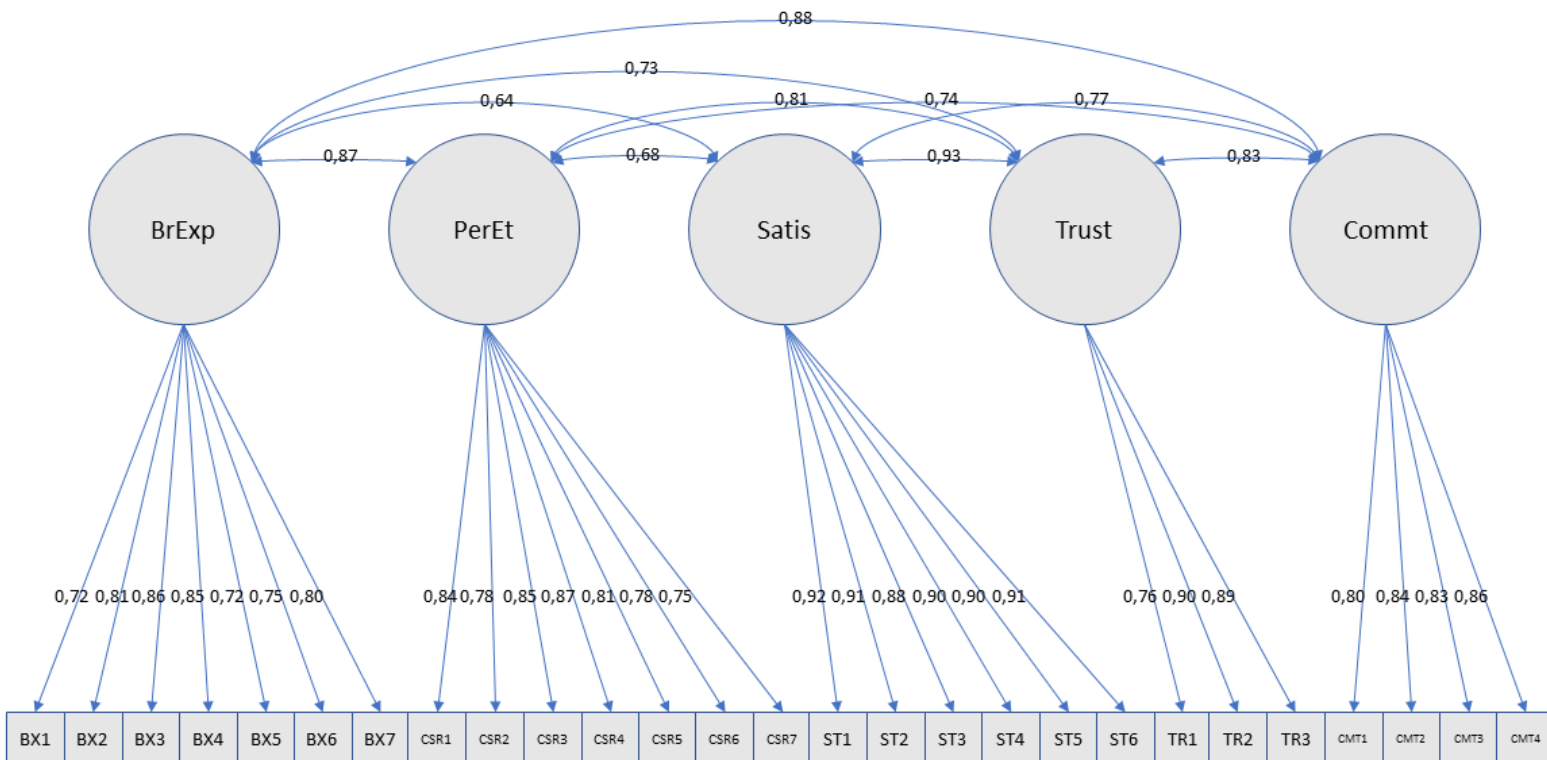 0,88
0,73
0,64 0,81 0,74 0,77
0,87 0,68 0,93 0,83
BrExp PerEt Satis Trust Commt
0,72 0,81 0,86 0,85 0,72 0,75 0,80 0,84 0,78 0,85 0,87 0,81 0,78 0,75 0,92 0,91 0,88 0,90 0,90 0,91 0,76 0,90 0,89 0,80 0,84 0,83 0,86
BX1 BX2 BX3 BX4 BX5 BX6 BX7 CSR1 CSR2 CSR3 CSR4 CSR5 CSR6 CSR7 ST1 ST2 ST3 ST4 ST5 ST6 TR1 TR2 TR3 CMT1 CMT2 CMT3 CMT4